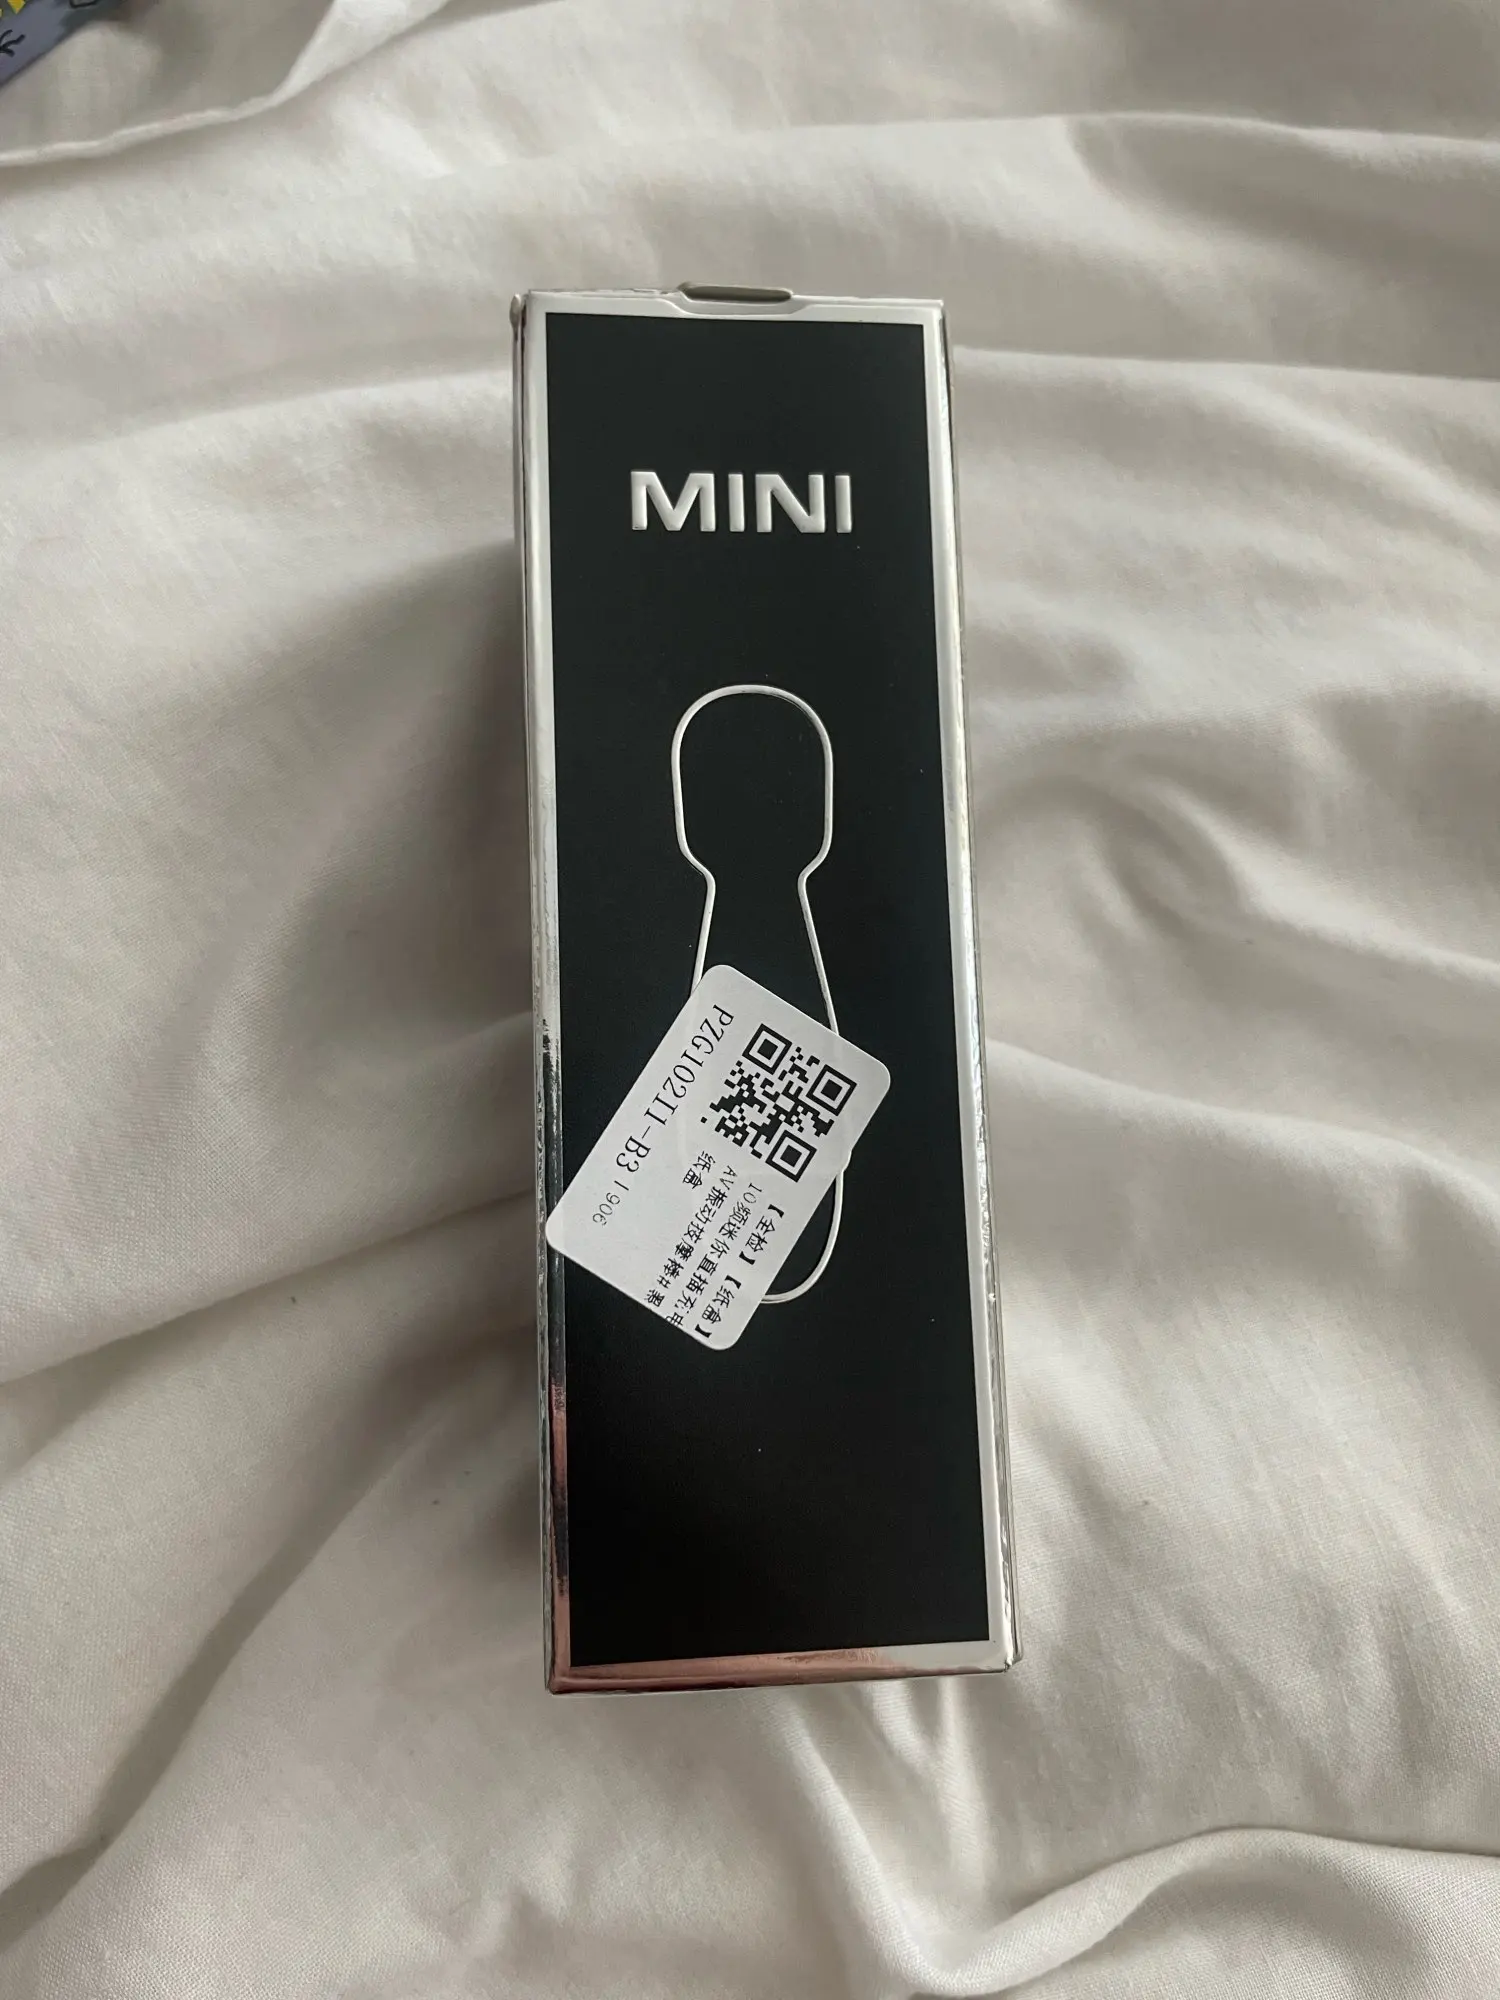 MINI
PZG102II-B3 1906
【全检】【纸盒】
10频迷你直插充电
AV振动按摩棒#黑
纸盒